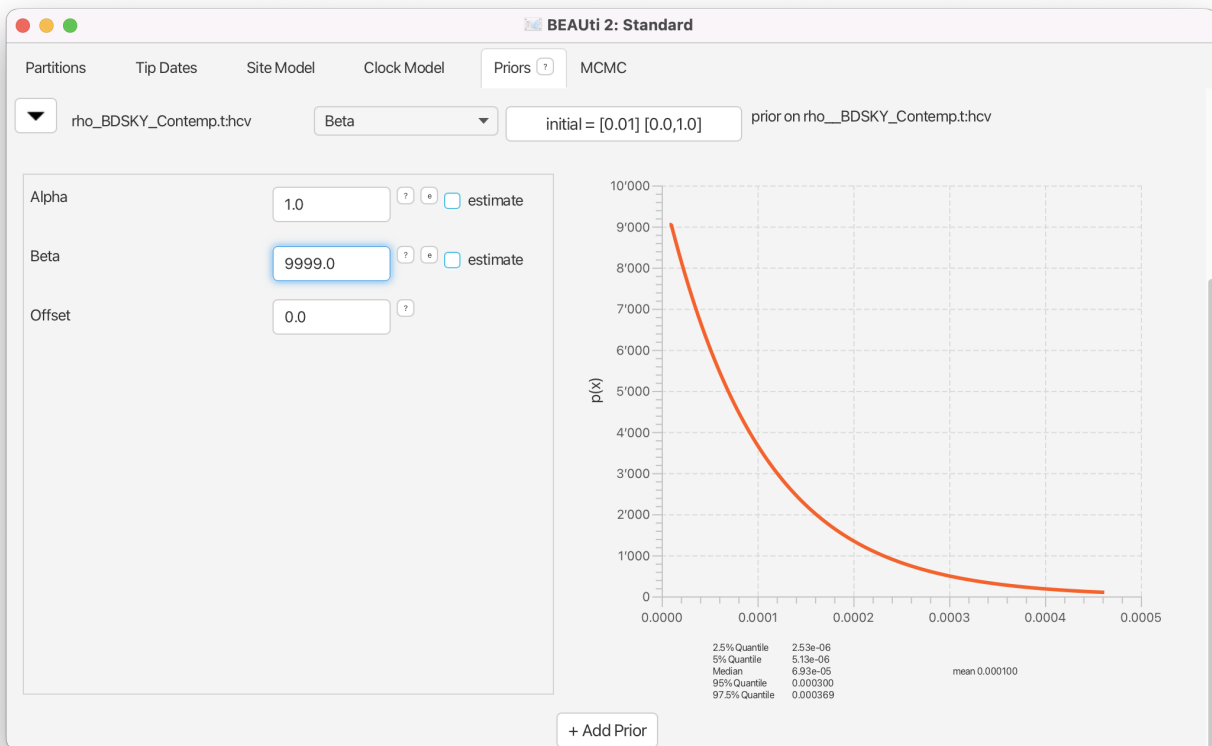 BEAUti 2: Standard
Partitions Tip Dates Site Model Clock Model Priors ? MCMC
rho_BDSKY_Contemp.t:hcv Beta initial = [0.01] [0.0,1.0] prior on rho__BDSKY_Contemp.t:hcv
Alpha 1.0 ? e estimate
Beta 9999.0 ? e estimate
Offset 0.0 ?
10'000
9'000
8'000
7'000
6'000
5'000
4'000
3'000
2'000
1'000
0
p(x)
0.0000 0.0001 0.0002 0.0003 0.0004 0.0005
2.5% Quantile 2.53e-06
5% Quantile 5.13e-06
Median 6.93e-05 mean 0.000100
95% Quantile 0.000300
97.5% Quantile 0.000369
+ Add Prior